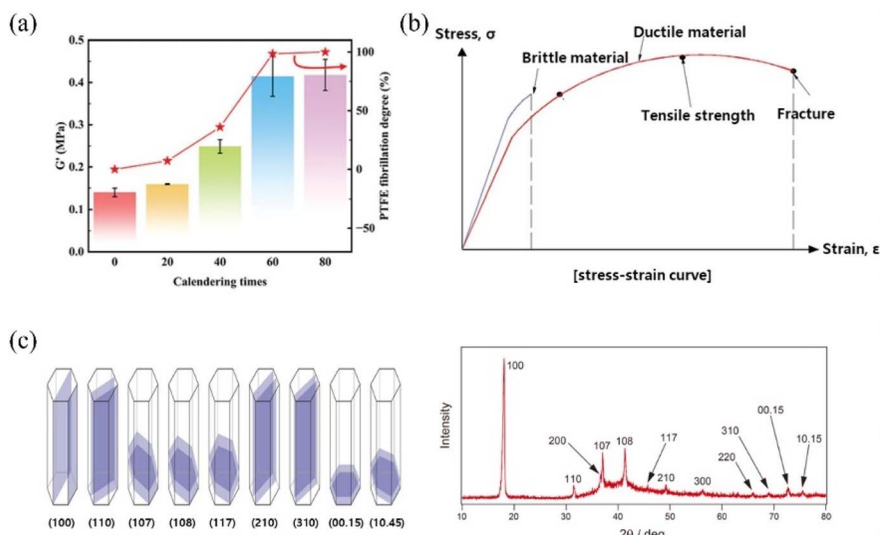 (a)
0.5
0.4
0.3
0.2
0.1
0.0
G' (MPa)
100
50
0
−50
PTFE fibrillation degree (%)
0 20 40 60 80
Calendering times
(b)
Stress, σ
Brittle material
Ductile material
Tensile strength
Fracture
Strain, ε
[stress-strain curve]
(c)
(100) (110) (107) (108) (117) (210) (310) (00.15) (10.45)
Intensity
100
110
200
107
108
117
210
300
220
310
00.15
10.15
10 20 30 40 50 60 70 80
2θ / deg